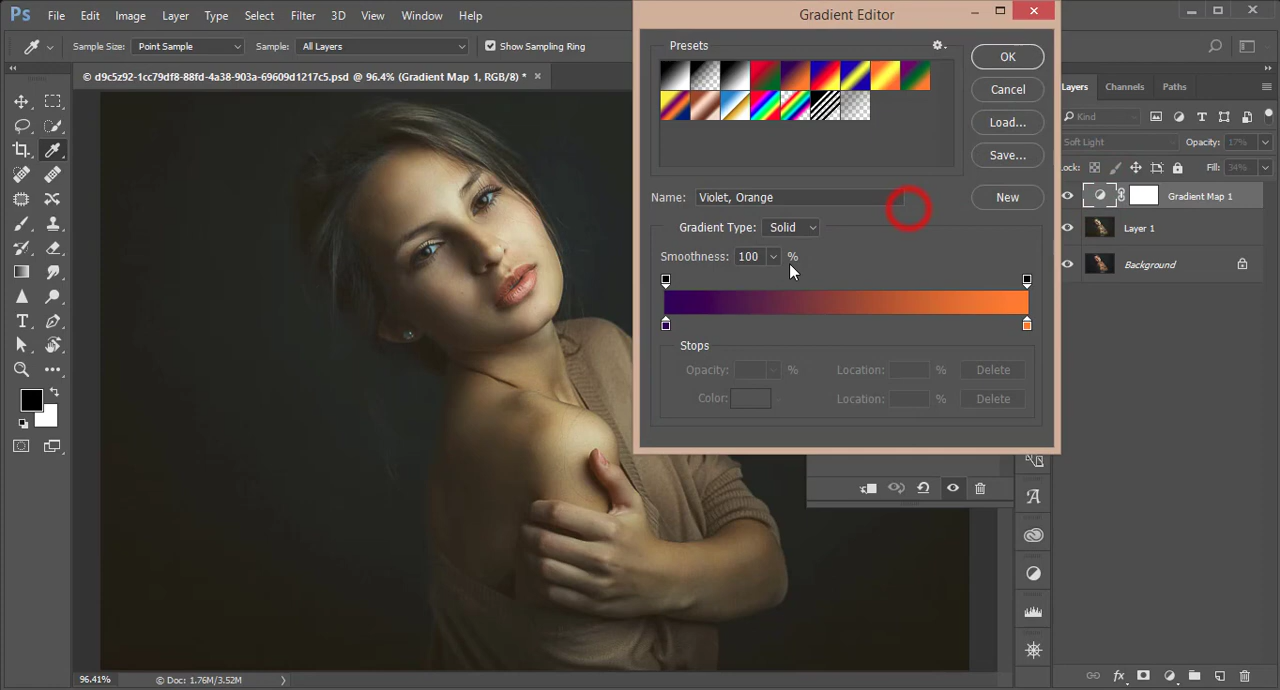 Ps File Edit Image Layer Type Select Filter 3D View Window Help
Gradient Editor
Sample Size: Point Sample Sample: All Layers Show Sampling Ring
© d9c5z92-1cc79df8-88fd-4a38-903a-69609d1217c5.psd @ 96.4% (Gradient Map 1, RGB/8) * ×
Presets
OK
Cancel
Load...
Save...
Name: Violet, Orange
New
Gradient Type: Solid
Smoothness: 100 %
Stops
Opacity: % Location: % Delete
Color: Location: % Delete
Layers Channels Paths
Kind
Soft Light Opacity: 17%
Lock: Fill: 34%
Gradient Map 1
Layer 1
Background
96.41% © Doc: 1.76M/3.52M